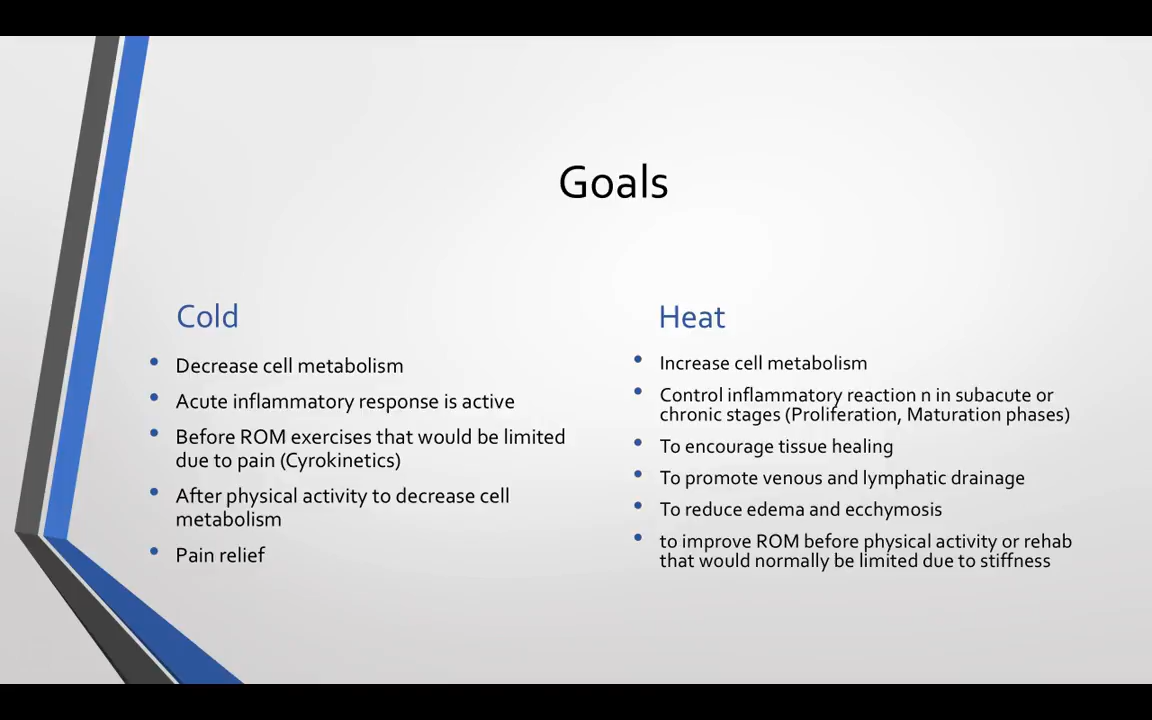 Goals
Cold
Decrease cell metabolism
Acute inflammatory response is active
Before ROM exercises that would be limited
due to pain (Cyrokinetics)
After physical activity to decrease cell
metabolism
Pain relief
Heat
Increase cell metabolism
Control inflammatory reaction n in subacute or
chronic stages (Proliferation, Maturation phases)
To encourage tissue healing
To promote venous and lymphatic drainage
To reduce edema and ecchymosis
to improve ROM before physical activity or rehab
that would normally be limited due to stiffness